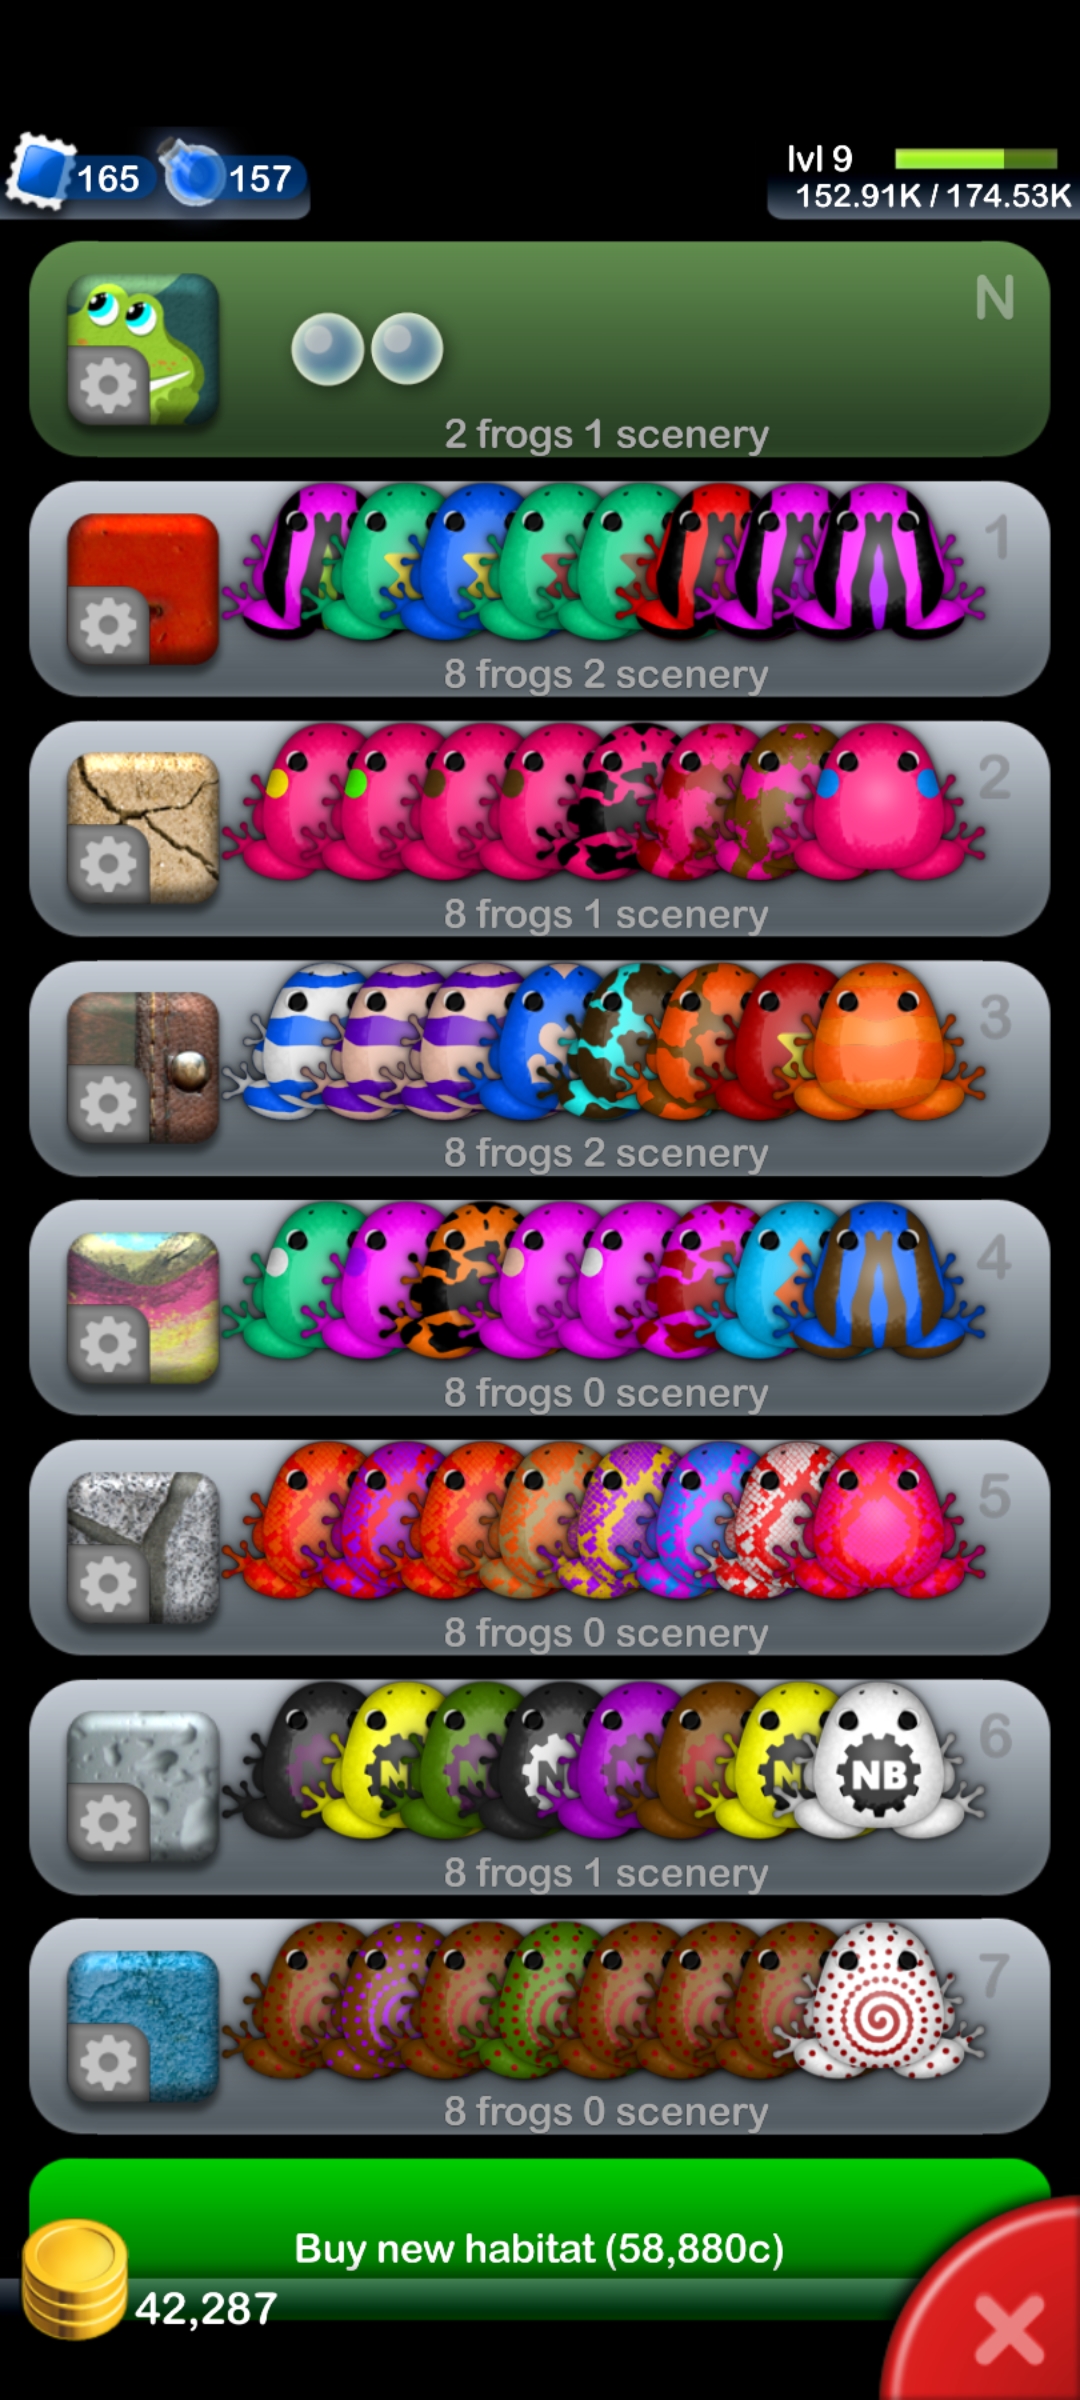 165
157
lvl 9
152.91K / 174.53K
N
2 frogs 1 scenery
1
8 frogs 2 scenery
2
8 frogs 1 scenery
3
8 frogs 2 scenery
4
8 frogs 0 scenery
5
8 frogs 0 scenery
6
N
N
N
N
N
NB
8 frogs 1 scenery
7
8 frogs 0 scenery
Buy new habitat (58,880c)
42,287